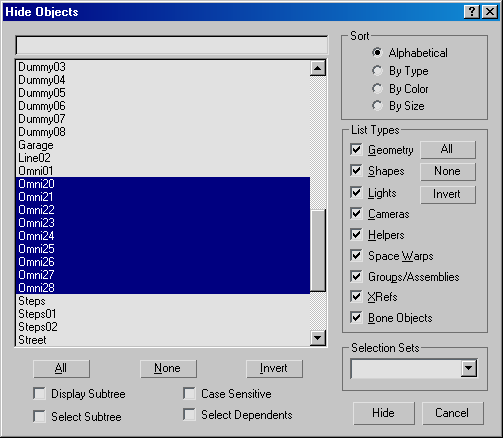 Hide Objects
Dummy03
Dummy04
Dummy05
Dummy06
Dummy07
Dummy08
Garage
Line02
Omni01
Omni20
Omni21
Omni22
Omni23
Omni24
Omni25
Omni26
Omni27
Omni28
Steps
Steps01
Steps02
Street
All None Invert
Display Subtree Case Sensitive
Select Subtree Select Dependents
Sort
Alphabetical
By Type
By Color
By Size
List Types
Geometry All
Shapes None
Lights Invert
Cameras
Helpers
Space Warps
Groups/Assemblies
XRefs
Bone Objects
Selection Sets
Hide Cancel